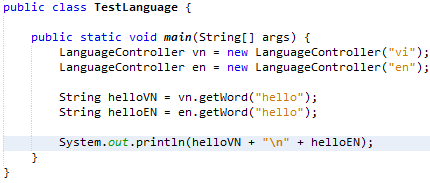 public class TestLanguage {
public static void main(String[] args) {
LanguageController vn = new LanguageController("vi");
LanguageController en = new LanguageController("en");
String helloVN = vn.getWord("hello");
String helloEN = en.getWord("hello");
System.out.println(helloVN + "\n" + helloEN);
}
}